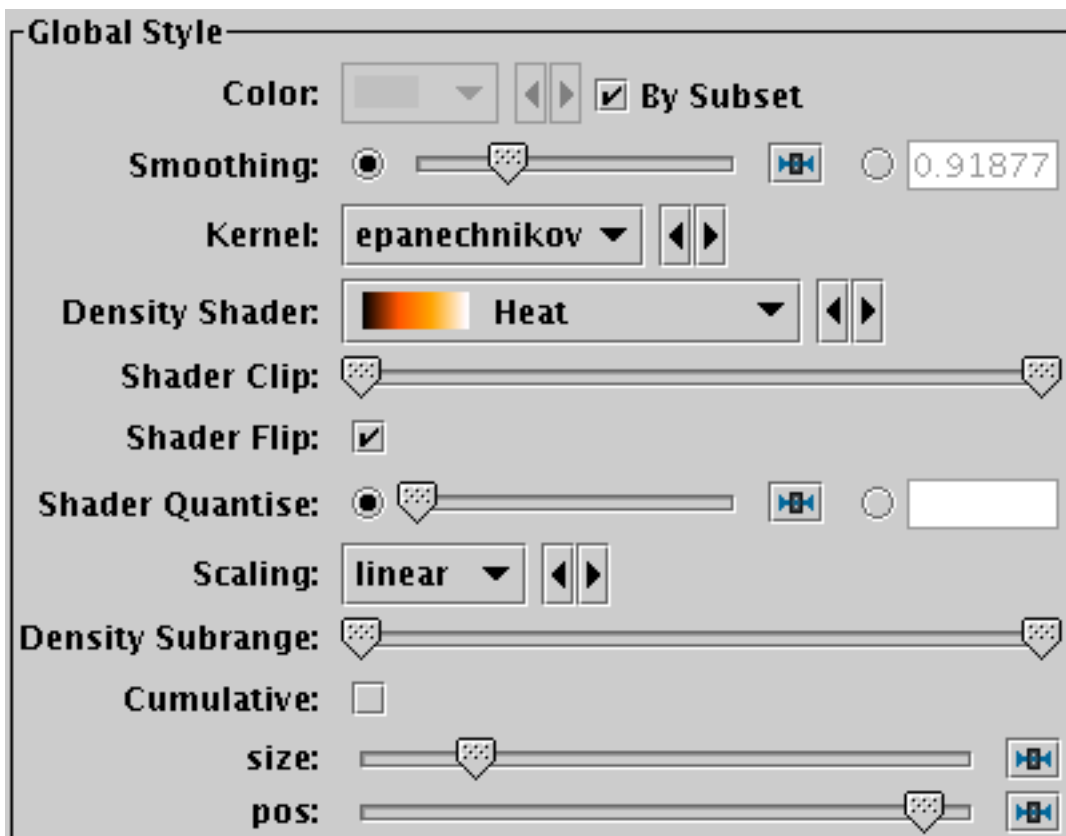 Global Style
Color: By Subset
Smoothing: 0.91877
Kernel: epanechnikov
Density Shader: Heat
Shader Clip:
Shader Flip:
Shader Quantise:
Scaling: linear
Density Subrange:
Cumulative:
size:
pos: